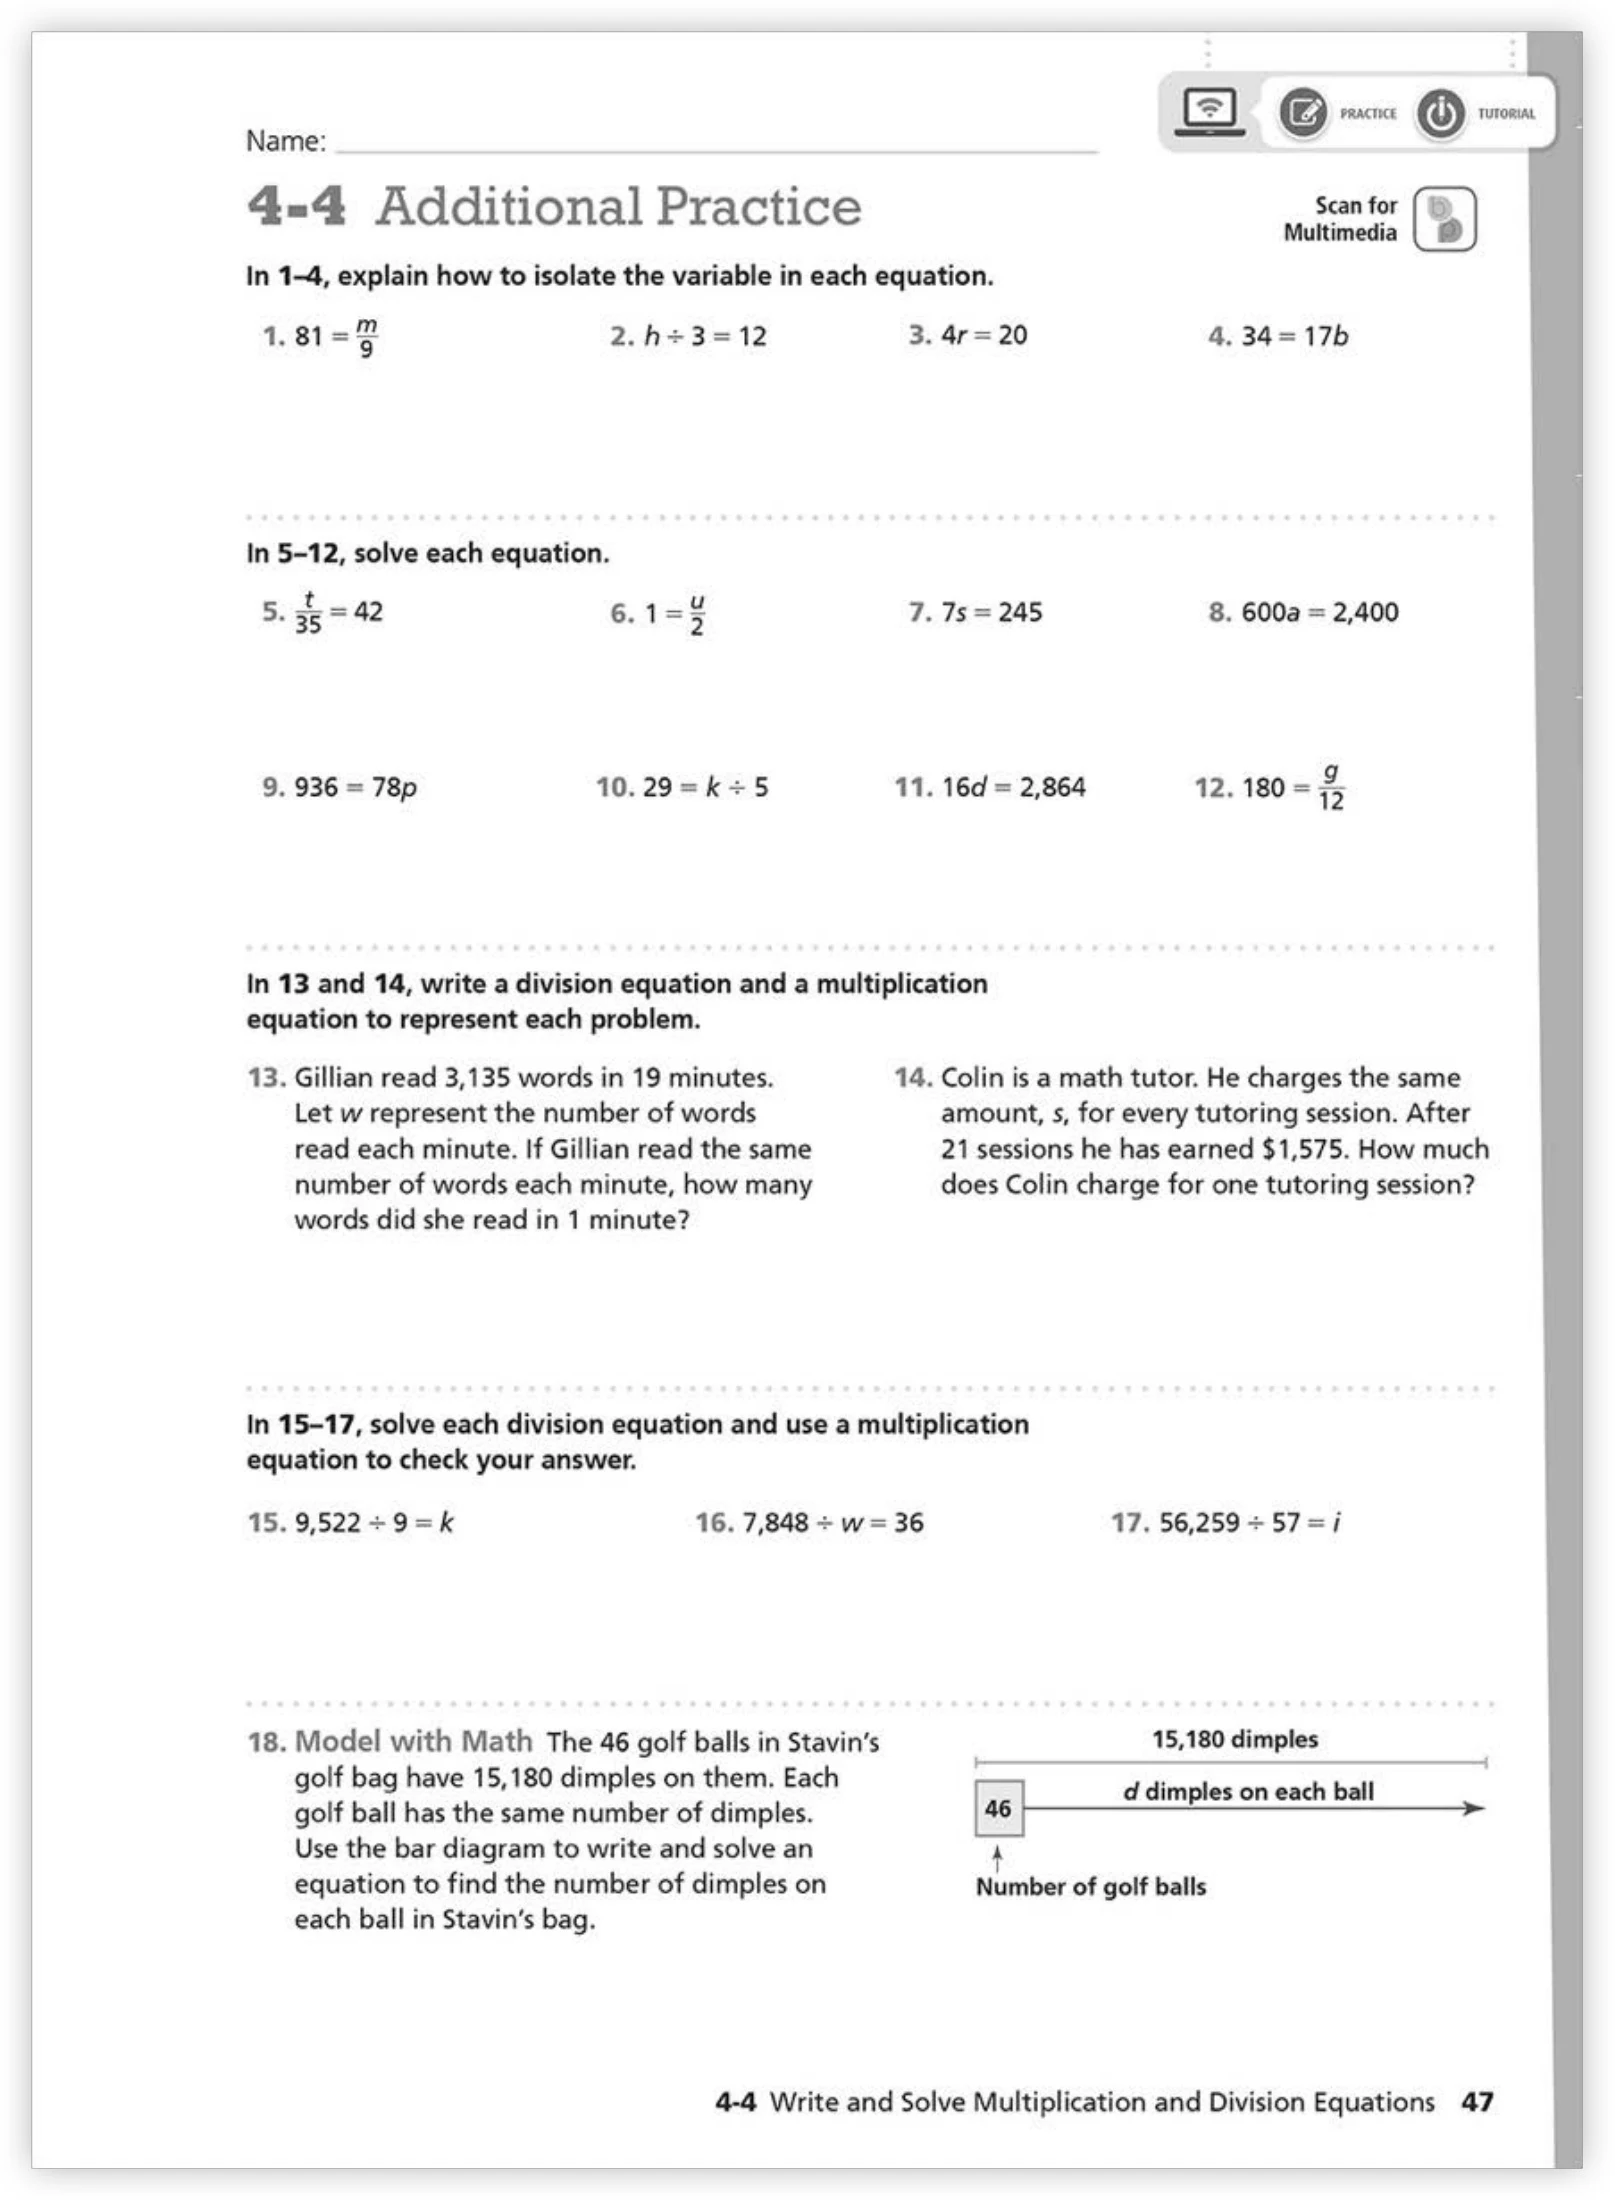 PRACTICE TUTORIAL
Name:
4-4 Additional Practice
Scan for
Multimedia
In 1–4, explain how to isolate the variable in each equation.
1. 81 = m/9 2. h ÷ 3 = 12 3. 4r = 20 4. 34 = 17b
In 5–12, solve each equation.
5. t/35 = 42 6. 1 = u/2 7. 7s = 245 8. 600a = 2,400
9. 936 = 78p 10. 29 = k ÷ 5 11. 16d = 2,864 12. 180 = g/12
In 13 and 14, write a division equation and a multiplication
equation to represent each problem.
13. Gillian read 3,135 words in 19 minutes.
Let w represent the number of words
read each minute. If Gillian read the same
number of words each minute, how many
words did she read in 1 minute?
14. Colin is a math tutor. He charges the same
amount, s, for every tutoring session. After
21 sessions he has earned $1,575. How much
does Colin charge for one tutoring session?
In 15–17, solve each division equation and use a multiplication
equation to check your answer.
15. 9,522 ÷ 9 = k 16. 7,848 ÷ w = 36 17. 56,259 ÷ 57 = i
18. Model with Math The 46 golf balls in Stavin's
golf bag have 15,180 dimples on them. Each
golf ball has the same number of dimples.
Use the bar diagram to write and solve an
equation to find the number of dimples on
each ball in Stavin's bag.
15,180 dimples
d dimples on each ball
46
Number of golf balls
4-4 Write and Solve Multiplication and Division Equations 47